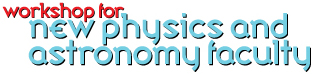 workshop for
new physics and
astronomy faculty